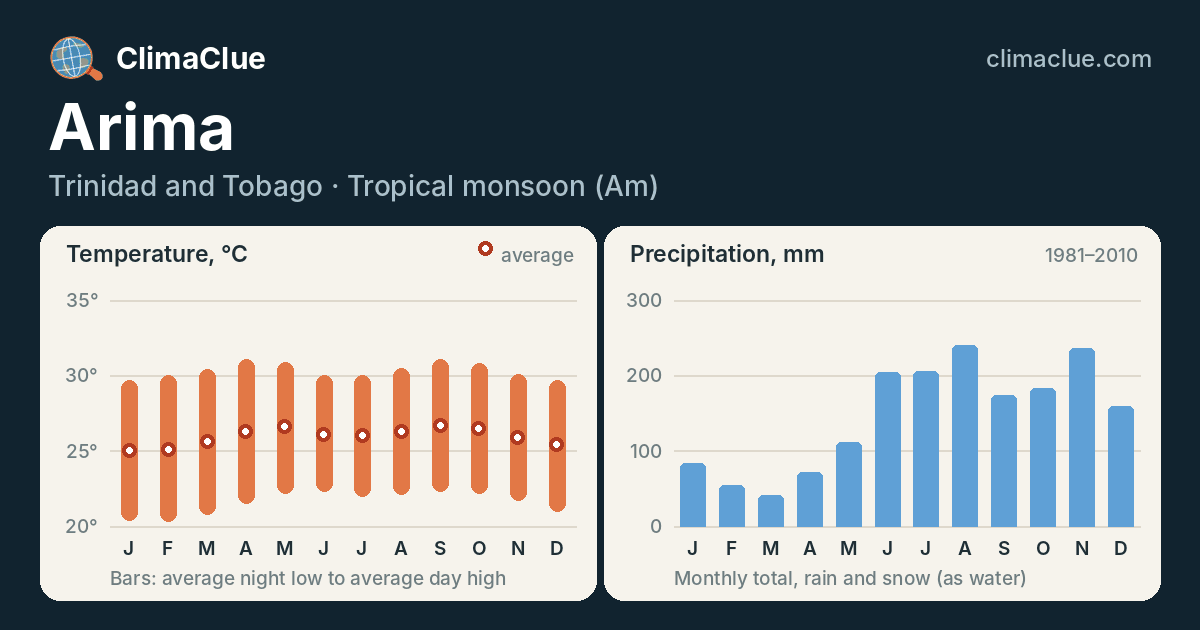 ClimaClue
climaclue.com
Arima
Trinidad and Tobago · Tropical monsoon (Am)
Temperature, °C
average
35°
30°
25°
20°
J F M A M J J A S O N D
Bars: average night low to average day high
Precipitation, mm
1981–2010
300
200
100
0
J F M A M J J A S O N D
Monthly total, rain and snow (as water)